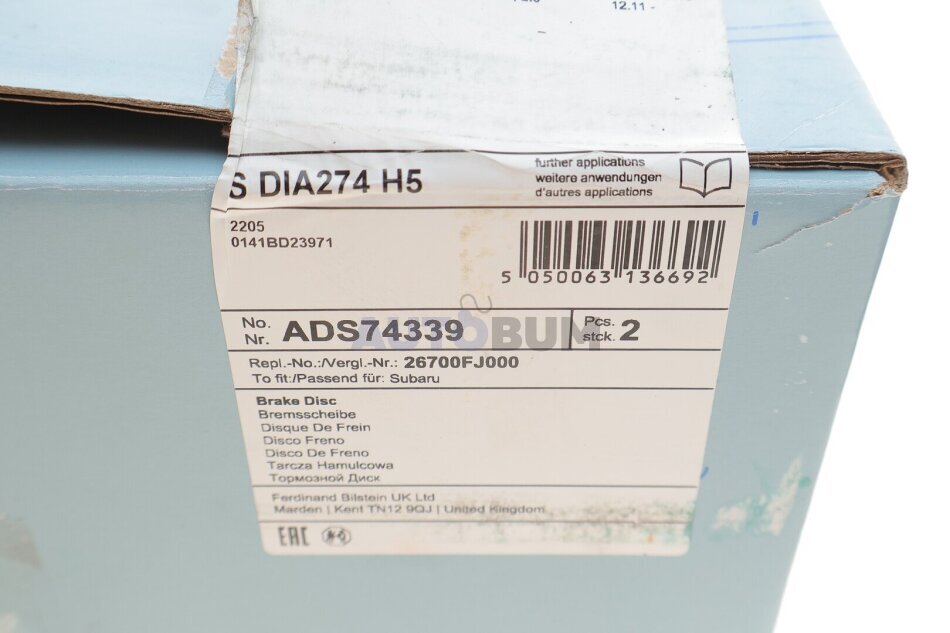 12.11 -
S DIA274 H5
further applications
weitere anwendungen
d'autres applications
2205
0141BD23971
5 050063 136692
No.
Nr. ADS74339
Pcs.
stck. 2
AUTOBUM
Repl.-No.:/Vergl.-Nr.: 26700FJ000
To fit:/Passend für: Subaru
Brake Disc
Bremsscheibe
Disque De Frein
Disco Freno
Disco De Freno
Tarcza Hamulcowa
Тормозной Диск
Ferdinand Bilstein UK Ltd
Marden | Kent TN12 9QJ | United Kingdom
EAC